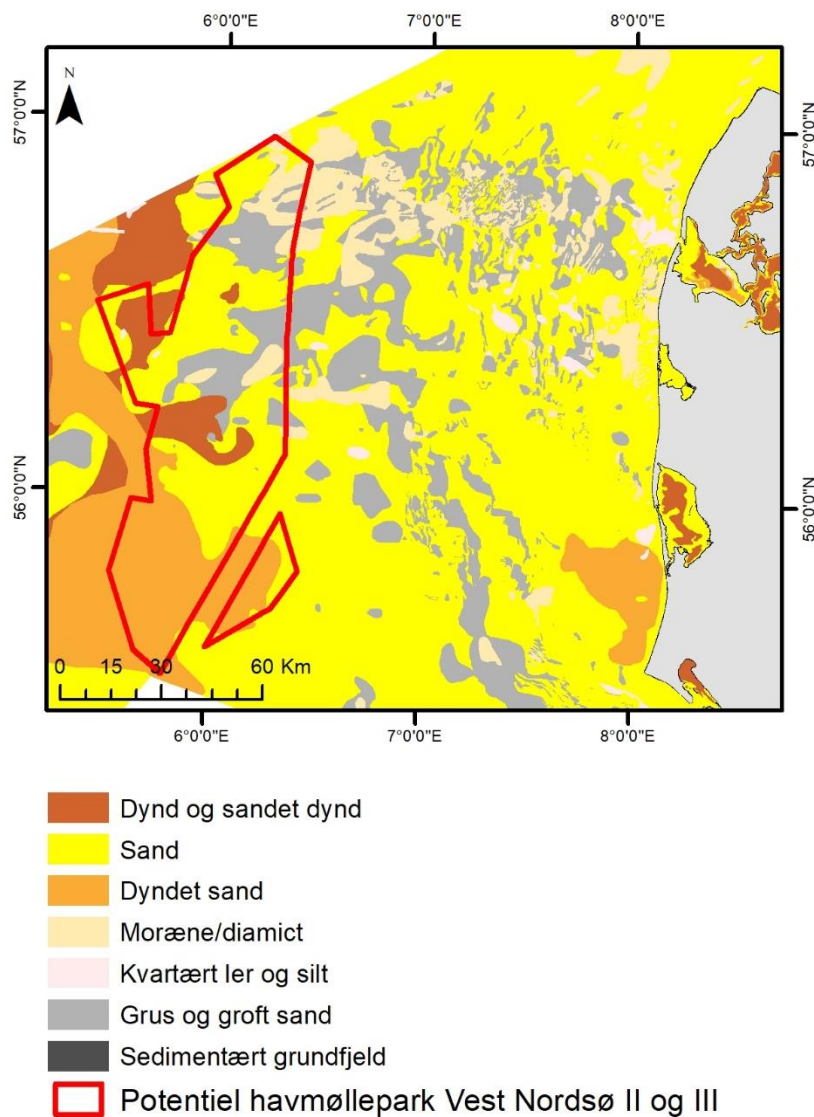 6°0'0"E 7°0'0"E 8°0'0"E
N
57°0'0"N 57°0'0"N
56°0'0"N 56°0'0"N
0 15 30 60 Km
6°0'0"E 7°0'0"E 8°0'0"E
Dynd og sandet dynd
Sand
Dyndet sand
Moræne/diamict
Kvartært ler og silt
Grus og groft sand
Sedimentært grundfjeld
Potentiel havmøllepark Vest Nordsø II og III